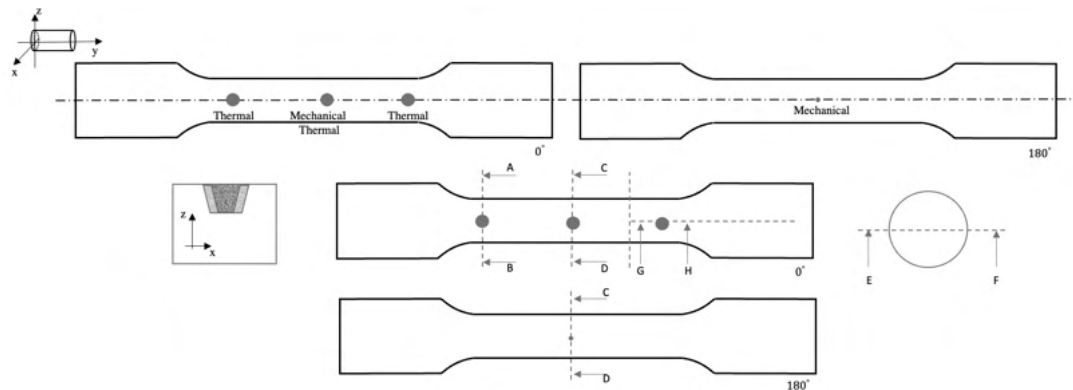 z
y
x
Thermal
Mechanical
Thermal
Thermal
0°
Mechanical
180°
A
C
z
x
B
D
G
H
0°
E
F
C
D
180°